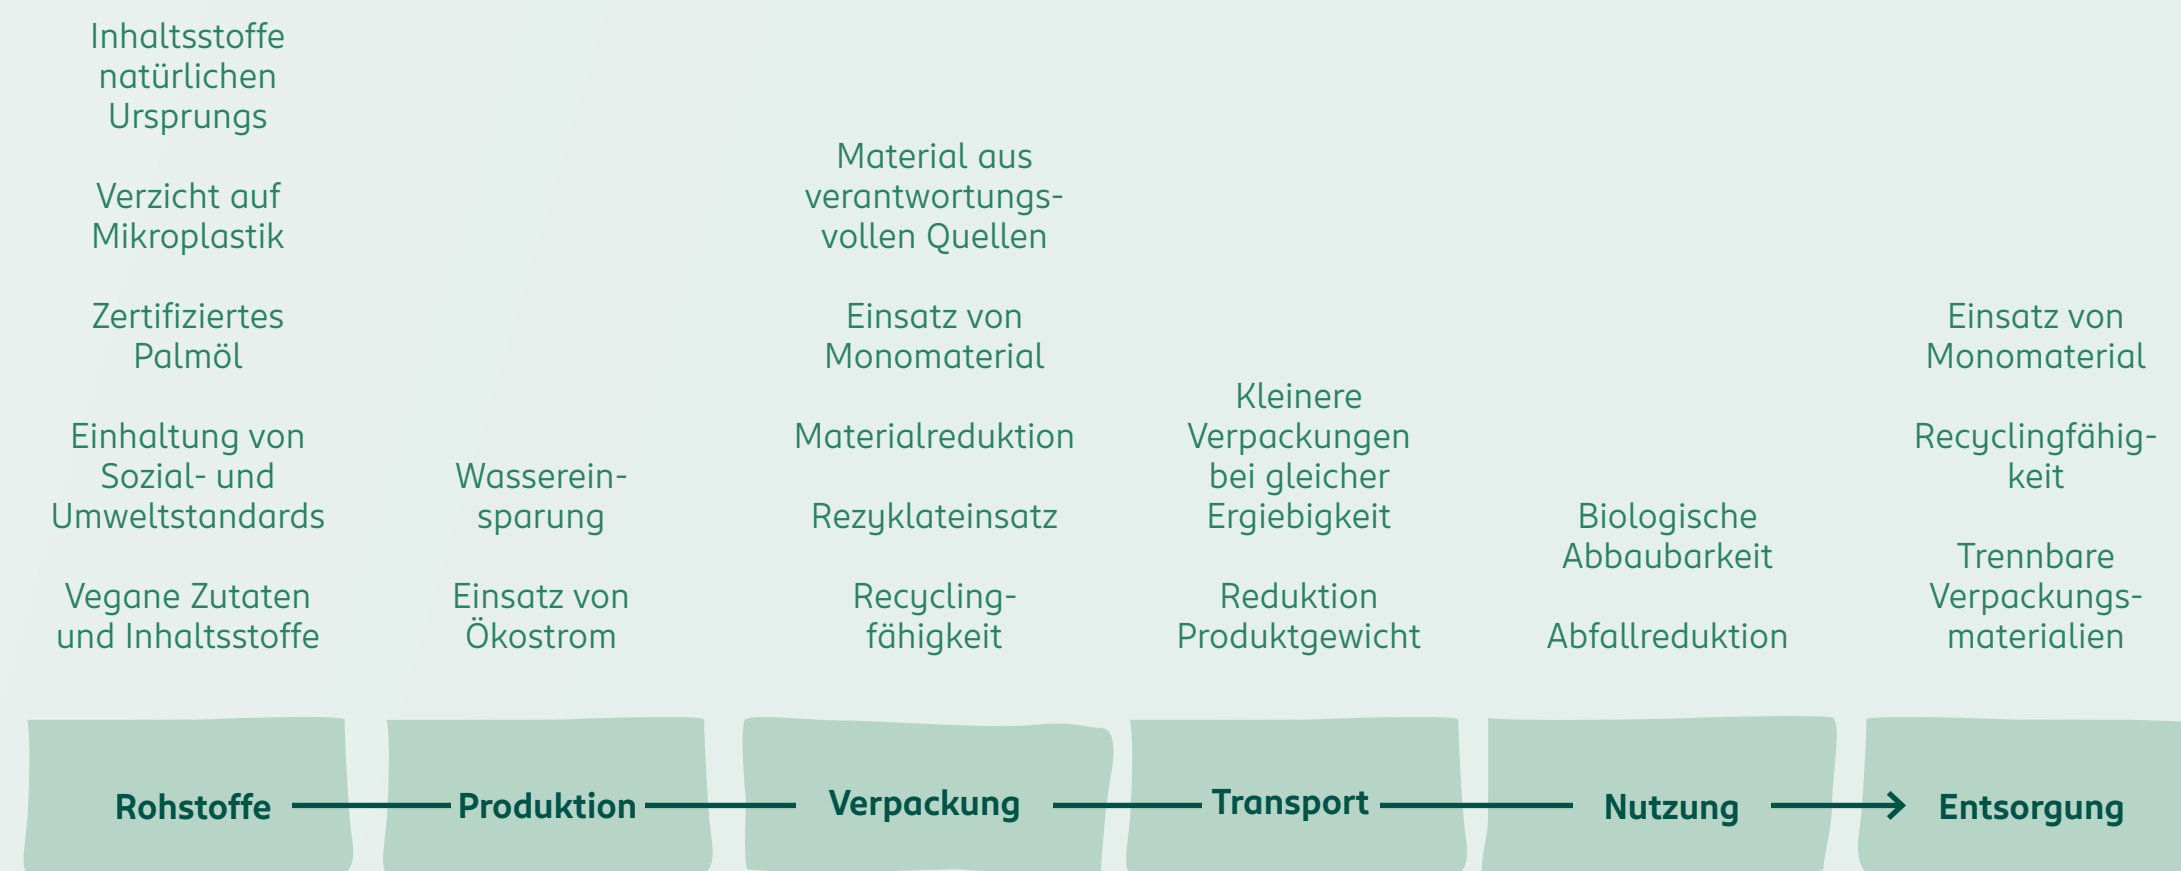 Inhaltsstoffe
natürlichen
Ursprungs
Verzicht auf
Mikroplastik
Zertifiziertes
Palmöl
Einhaltung von
Sozial- und
Umweltstandards
Vegane Zutaten
und Inhaltsstoffe
Rohstoffe
Wasserein-
sparung
Einsatz von
Ökostrom
Produktion
Material aus
verantwortungs-
vollen Quellen
Einsatz von
Monomaterial
Materialreduktion
Rezyklateinsatz
Recycling-
fähigkeit
Verpackung
Kleinere
Verpackungen
bei gleicher
Ergiebigkeit
Reduktion
Produktgewicht
Transport
Biologische
Abbaubarkeit
Abfallreduktion
Nutzung
Einsatz von
Monomaterial
Recyclingfähig-
keit
Trennbare
Verpackungs-
materialien
Entsorgung